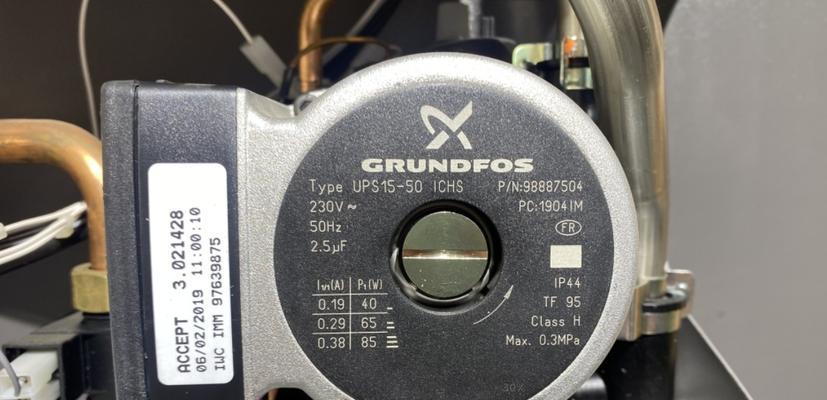 GRUNDFOS
Type UPS15-50 ICHS P/N:98887504
230V ~ PC:1904IM
50Hz FR
2.5µF
I₁/₁(A) P₁(W) IP44
0.19 40 TF 95
0.29 65 Class H
0.38 85 Max. 0.3MPa
30%
ACCEPT 3.021428
06/02/2019 11:00:10
IWC IMM 97639875